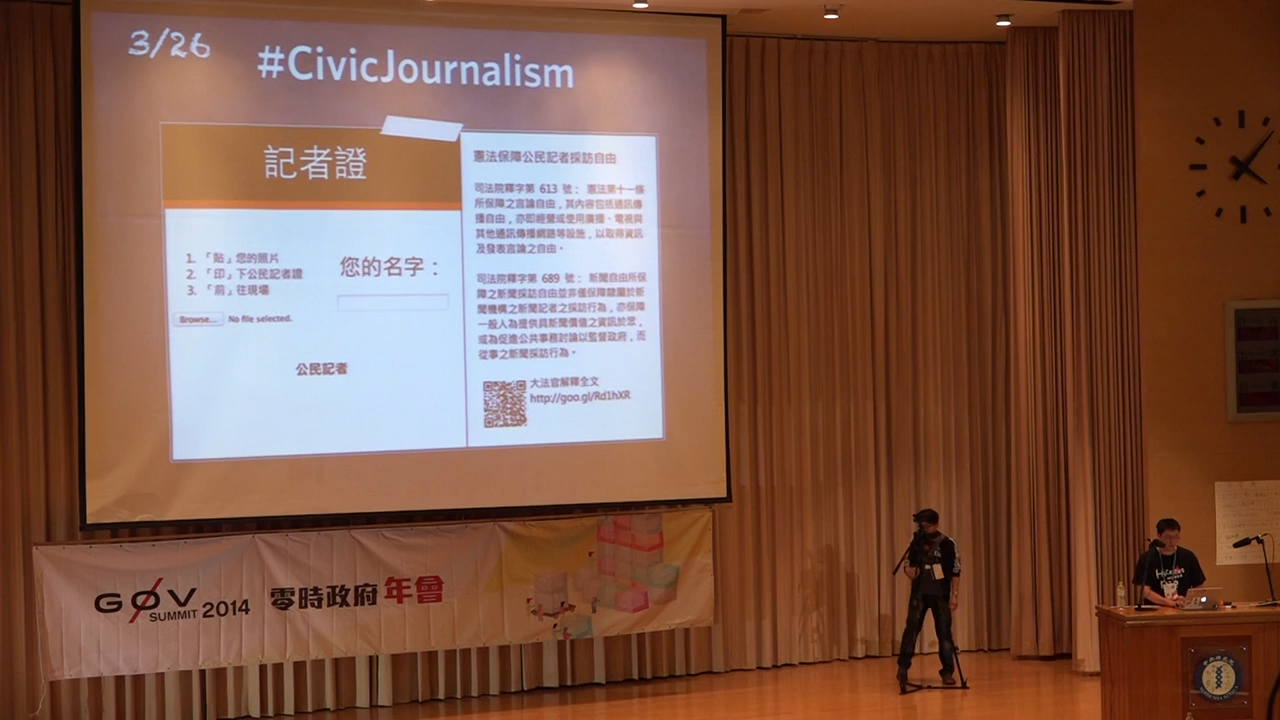 3/26
#CivicJournalism
記者證
1. 「貼」您的照片
2. 「印」下公民記者證
3. 「前」往現場
Browse... No file selected.
您的名字：
公民記者
憲法保障公民記者採訪自由
司法院釋字第 613 號： 憲法第十一條
所保障之言論自由，其內容包括通訊傳
播自由，亦即經營或使用廣播、電視與
其他通訊傳播網路等設施，以取得資訊
及發表言論之自由。
司法院釋字第 689 號： 新聞自由所保
障之新聞採訪自由並非僅保障隸屬於新
聞機構之新聞記者之採訪行為，亦保障
一般人為提供具新聞價值之資訊於眾，
或為促進公共事務討論以監督政府，而
從事之新聞採訪行為。
大法官解釋全文
http://goo.gl/Rd1hXR
GØV
SUMMIT 2014
零時政府年會